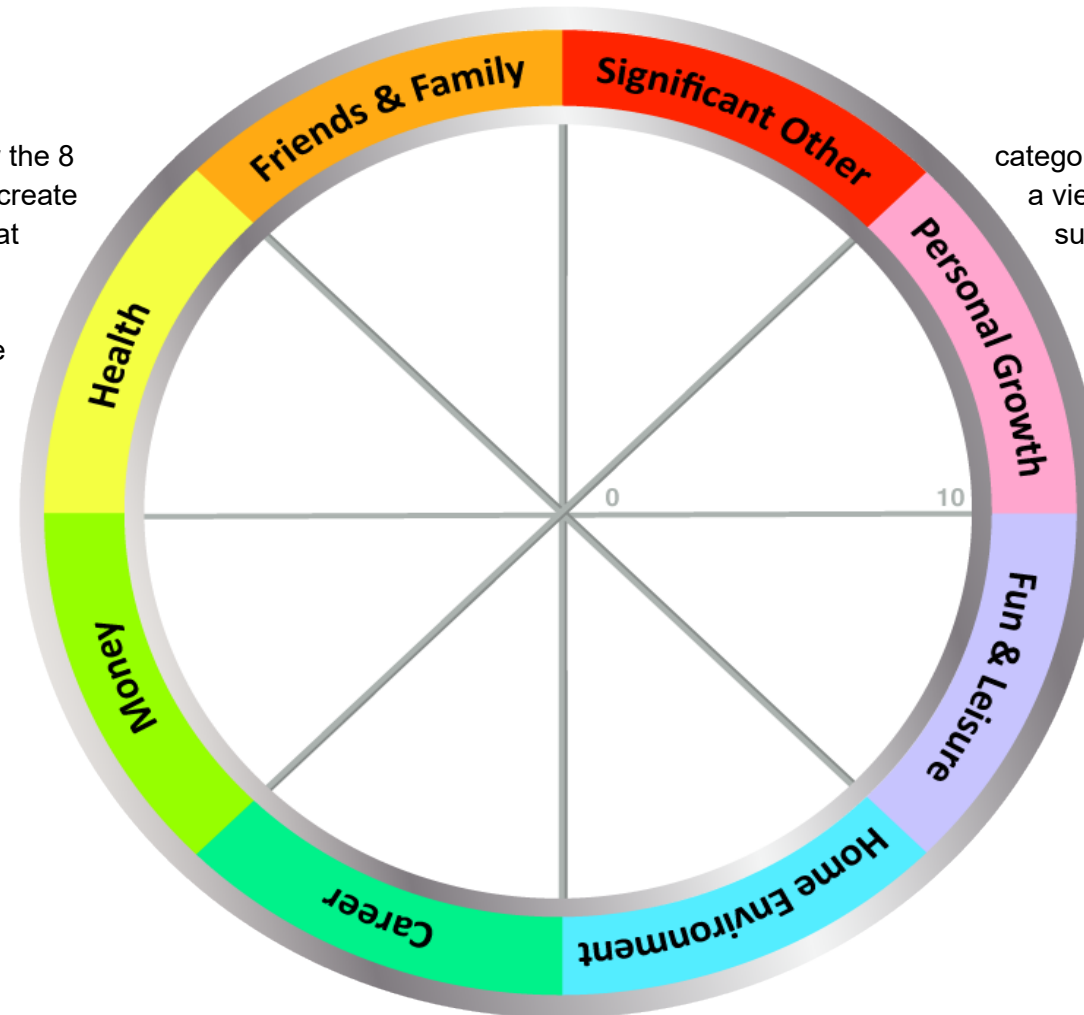 Friends & Family
Significant Other
r the 8
create
at
e
catego
a vie
su
Health
Personal Growth
0
10
Money
Fun & Leisure
Career
Home Environment